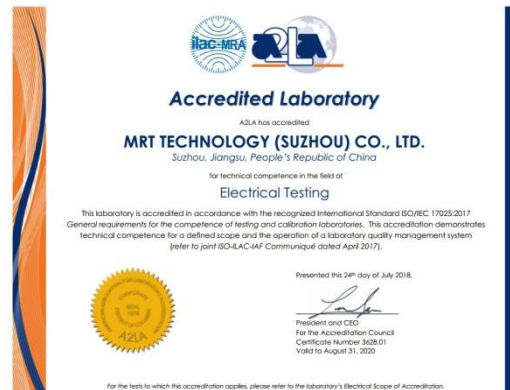 ilac-MRA
A2LA
Accredited Laboratory
A2LA has accredited
MRT TECHNOLOGY (SUZHOU) CO., LTD.
Suzhou, Jiangsu, People's Republic of China
for technical competence in the field of
Electrical Testing
This laboratory is accredited in accordance with the recognized International Standard ISO/IEC 17025:2017
General requirements for the competence of testing and calibration laboratories. This accreditation demonstrates
technical competence for a defined scope and the operation of a laboratory quality management system
(refer to joint ISO-ILAC-IAF Communiqué dated April 2017).
Presented this 24th day of July 2018.
CORPORATE
SEAL
1978
A2LA
President and CEO
For the Accreditation Council
Certificate Number 3628.01
Valid to August 31, 2020
For the tests to which this accreditation applies, please refer to the laboratory's Electrical Scope of Accreditation.